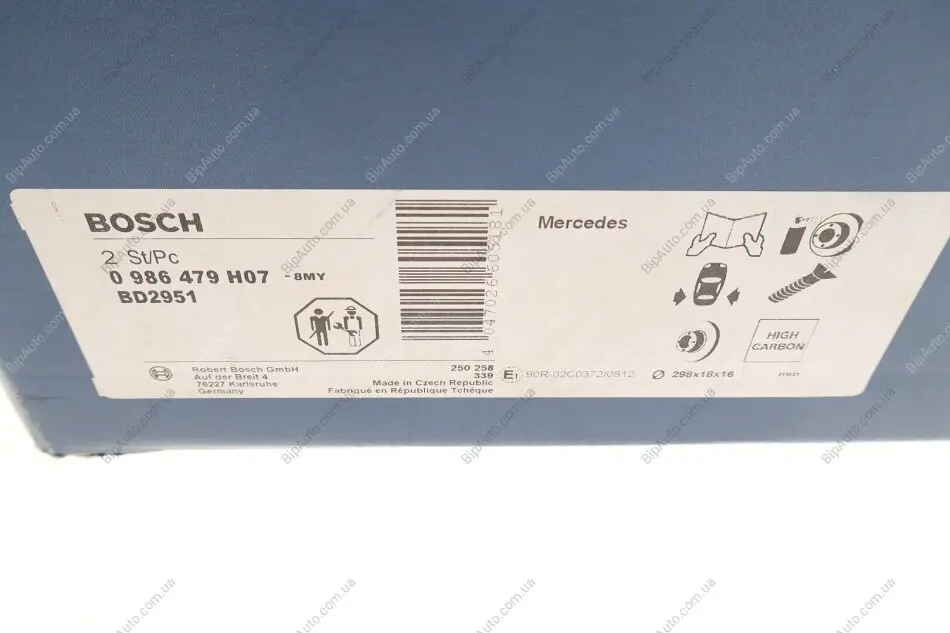 BOSCH
2 St/Pc
0 986 479 H07 - 8MY
BD2951
Robert Bosch GmbH
Auf der Breit 4
76227 Karlsruhe
Germany
250 258
339
Made in Czech Republic
Fabriqué en République Tchèque
Mercedes
E1 90R-02C0372/0812
Ø 298x18x16
HIGH
CARBON
BipAuto.com.ua